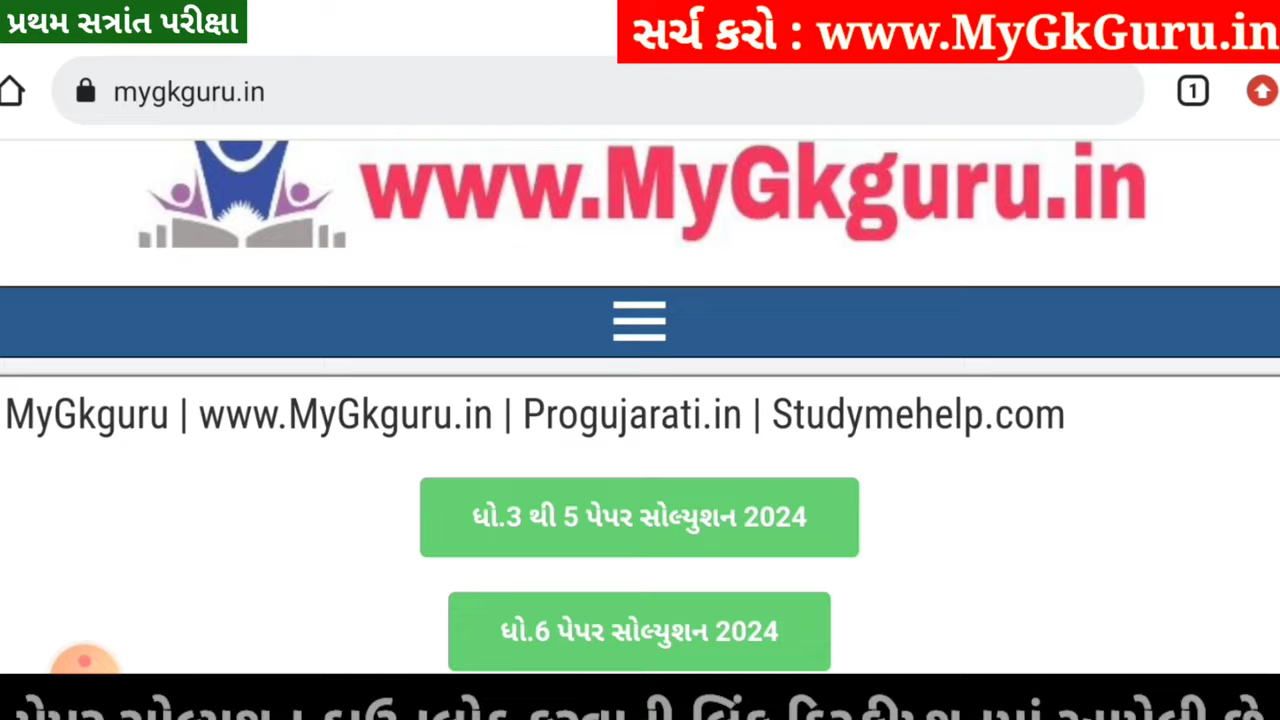 પ્રથમ સત્રાંત પરીક્ષા
સર્ચ કરો : www.MyGkGuru.in
mygkguru.in
1
www.MyGkguru.in
MyGkguru | www.MyGkguru.in | Progujarati.in | Studymehelp.com
ધો.3 થી 5 પેપર સોલ્યુશન 2024
ધો.6 પેપર સોલ્યુશન 2024